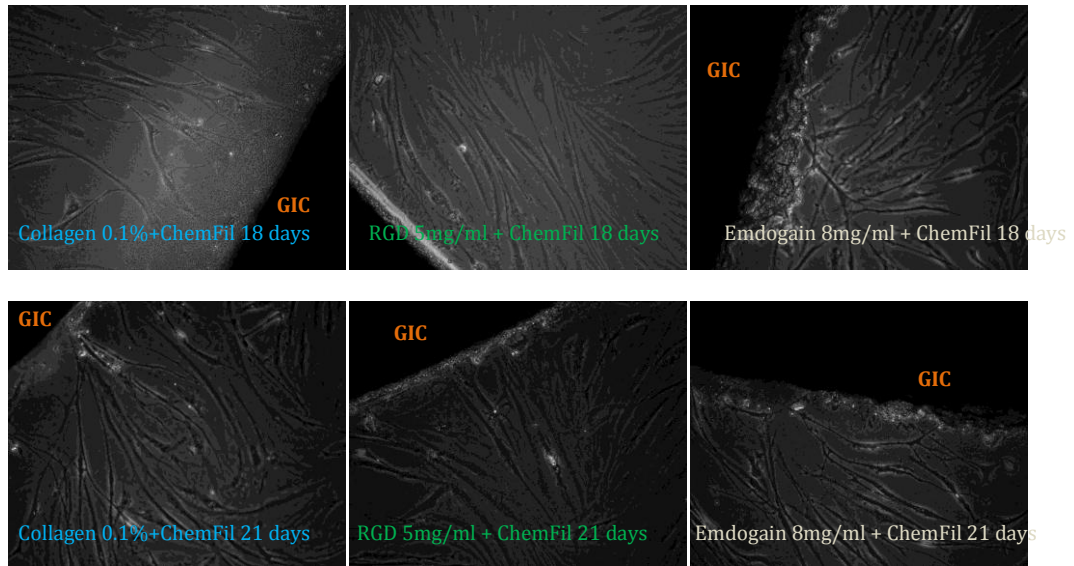 GIC
GIC
Collagen 0.1%+ChemFil 18 days
RGD 5mg/ml + ChemFil 18 days
Emdogain 8mg/ml + ChemFil 18 days
GIC
GIC
GIC
Collagen 0.1%+ChemFil 21 days
RGD 5mg/ml + ChemFil 21 days
Emdogain 8mg/ml + ChemFil 21 days